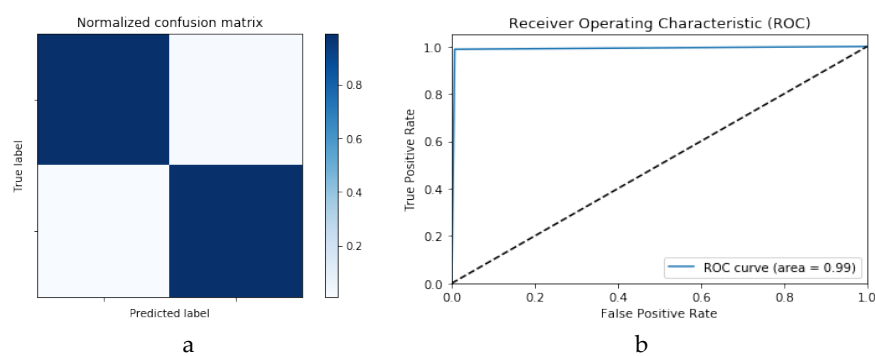 Normalized confusion matrix
True label
Predicted label
0.8
0.6
0.4
0.2
a
Receiver Operating Characteristic (ROC)
True Positive Rate
1.0
0.8
0.6
0.4
0.2
0.0
ROC curve (area = 0.99)
0.0 0.2 0.4 0.6 0.8 1.0
False Positive Rate
b